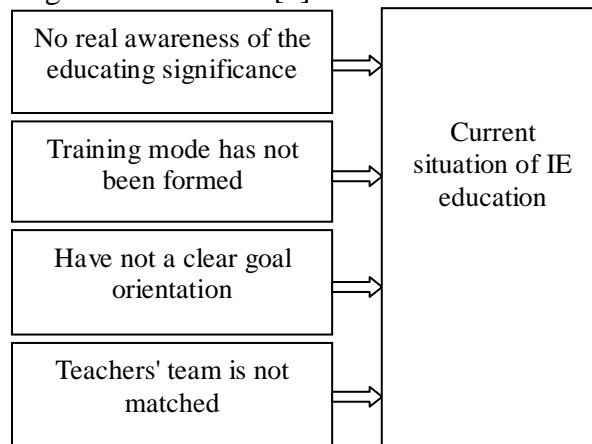 No real awareness of the
educating significance
Training mode has not
been formed
Have not a clear goal
orientation
Teachers' team is not
matched
Current
situation of IE
education